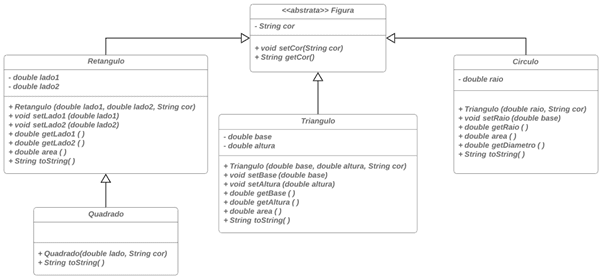 <<abstrata>> Figura
- String cor
+ void setCor(String cor)
+ String getCor()
Retangulo
- double lado1
- double lado2
+ Retangulo (double lado1, double lado2, String cor)
+ void setLado1 (double lado1)
+ void setLado2 (double lado2)
+ double getLado1 ( )
+ double getLado2 ( )
+ double area ( )
+ String toString( )
Triangulo
- double base
- double altura
+ Triangulo (double base, double altura, String cor)
+ void setBase (double base)
+ void setAltura (double altura)
+ double getBase ( )
+ double getAltura ( )
+ double area ( )
+ String toString( )
Circulo
- double raio
+ Triangulo (double raio, String cor)
+ void setRaio (double base)
+ double getRaio ( )
+ double area ( )
+ double getDiametro ( )
+ String toString( )
Quadrado
+ Quadrado(double lado, String cor)
+ String toString( )